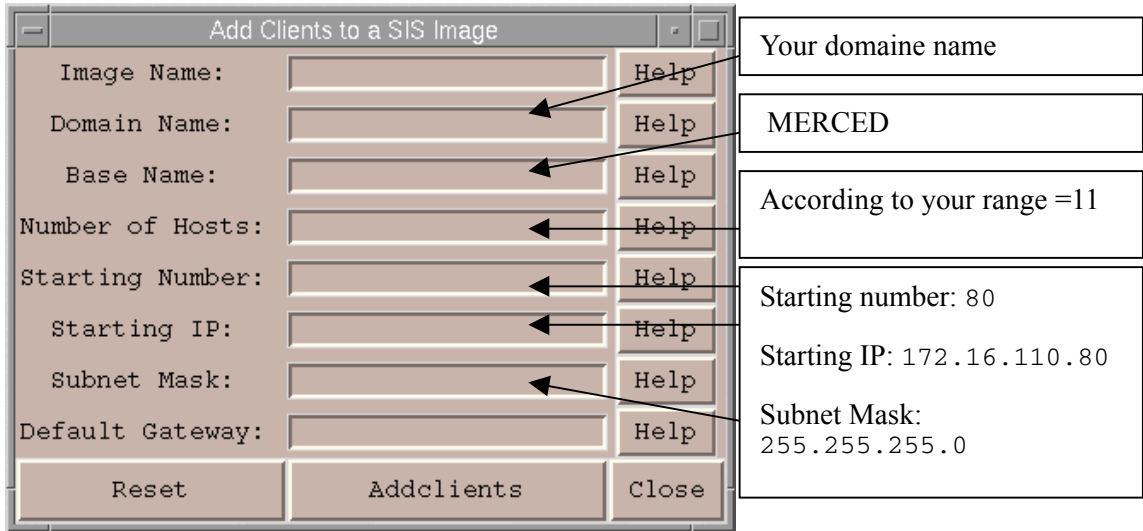 Add Clients to a SIS Image
Image Name: Help
Domain Name: Help
Base Name: Help
Number of Hosts: Help
Starting Number: Help
Starting IP: Help
Subnet Mask: Help
Default Gateway: Help
Reset Addclients Close
Your domaine name
MERCED
According to your range =11
Starting number: 80
Starting IP: 172.16.110.80
Subnet Mask:
255.255.255.0